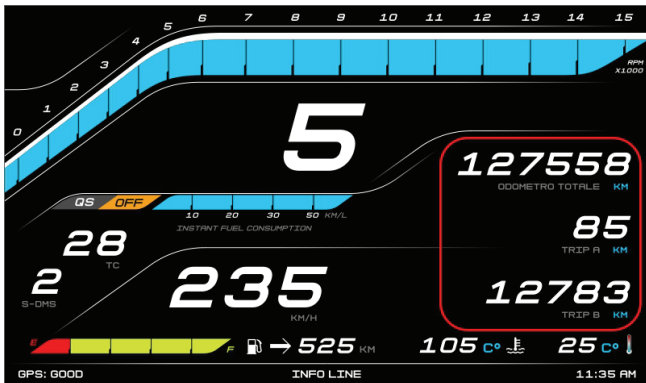 0 1 2 3 4 5 6 7 8 9 10 11 12 13 14 15
RPM
X1000
5
127558
ODOMETRO TOTALE KM
QS OFF
10 20 30 50 KM/L
INSTANT FUEL CONSUMPTION
85
TRIP A KM
28
TC
2
S-DMS
235
KM/H
12783
TRIP B KM
E F 525 KM 105 C° 25 C°
GPS: GOOD INFO LINE 11:35 AM